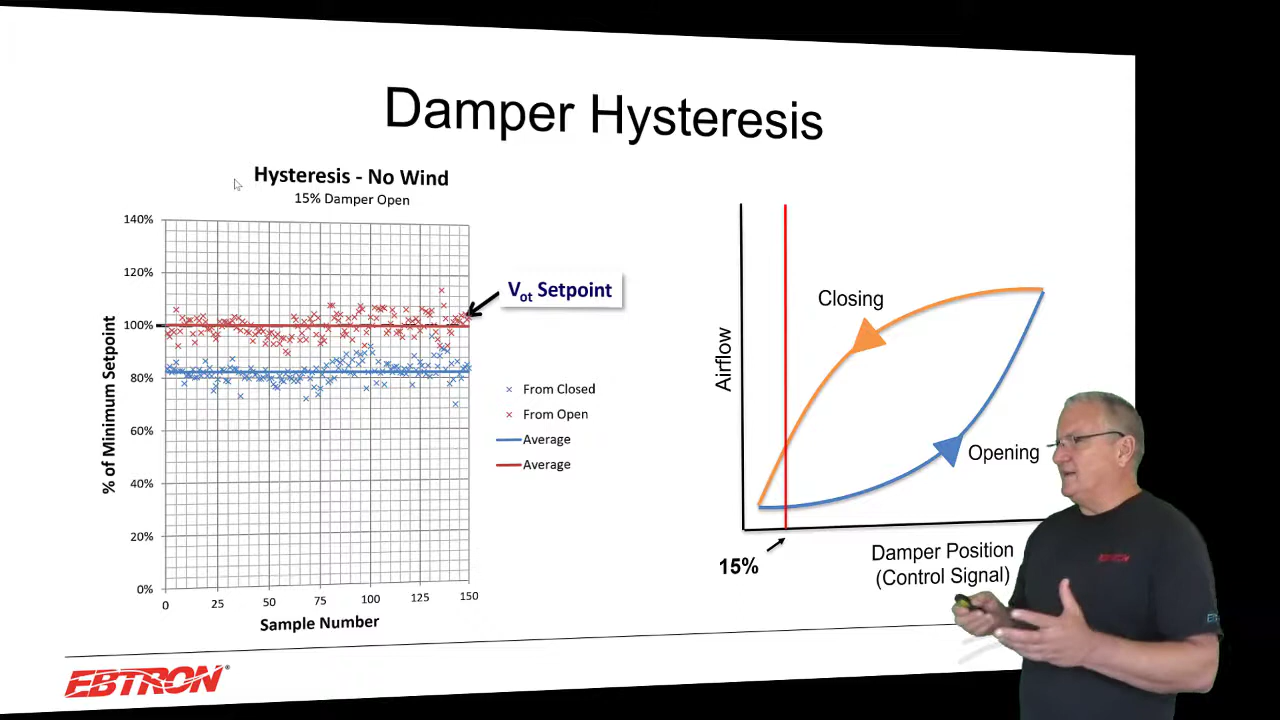 Damper Hysteresis
Hysteresis - No Wind
15% Damper Open
140%
120%
100%
80%
60%
40%
20%
0%
% of Minimum Setpoint
0
25
50
75
100
125
150
Sample Number
Vot Setpoint
From Closed
From Open
Average
Average
Airflow
Closing
Opening
15%
Damper Position
(Control Signal)
EBTRON®
EBTRON